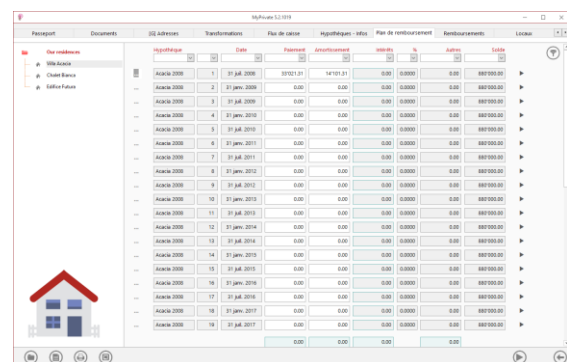 MyPrivate 5.2.1019
Passeport Documents Adresses Transformations Flux de caisse Hypothèques - infos Plan de remboursement Remboursements Locaux
Our residences
Villa Acacia
Chalet Bianca
Edifice Futura
Hypothèque Date Paiement Amortissement Intérêts % Autres Solde
Acacia 2008 1 31 juil. 2008 0.00 0.0000 0.00 880'000.00
Acacia 2008 2 31 janv. 2009 0.00 0.00 0.00 0.0000 0.00 880'000.00
Acacia 2008 3 31 juil. 2009 0.00 0.00 0.00 0.0000 0.00 880'000.00
Acacia 2008 4 31 janv. 2010 0.00 0.00 0.00 0.0000 0.00 880'000.00
Acacia 2008 5 31 juil. 2010 0.00 0.00 0.00 0.0000 0.00 880'000.00
Acacia 2008 6 31 janv. 2011 0.00 0.00 0.00 0.0000 0.00 880'000.00
Acacia 2008 7 31 juil. 2011 0.00 0.00 0.00 0.0000 0.00 880'000.00
Acacia 2008 8 31 janv. 2012 0.00 0.00 0.00 0.0000 0.00 880'000.00
Acacia 2008 9 31 juil. 2012 0.00 0.00 0.00 0.0000 0.00 880'000.00
Acacia 2008 10 31 janv. 2013 0.00 0.00 0.00 0.0000 0.00 880'000.00
Acacia 2008 11 31 juil. 2013 0.00 0.00 0.00 0.0000 0.00 880'000.00
Acacia 2008 12 31 janv. 2014 0.00 0.00 0.00 0.0000 0.00 880'000.00
Acacia 2008 13 31 juil. 2014 0.00 0.00 0.00 0.0000 0.00 880'000.00
Acacia 2008 14 31 janv. 2015 0.00 0.00 0.00 0.0000 0.00 880'000.00
Acacia 2008 15 31 juil. 2015 0.00 0.00 0.00 0.0000 0.00 880'000.00
Acacia 2008 16 31 janv. 2016 0.00 0.00 0.00 0.0000 0.00 880'000.00
Acacia 2008 17 31 juil. 2016 0.00 0.00 0.00 0.0000 0.00 880'000.00
Acacia 2008 18 31 janv. 2017 0.00 0.00 0.00 0.0000 0.00 880'000.00
Acacia 2008 19 31 juil. 2017 0.00 0.00 0.00 0.0000 0.00 880'000.00
0.00 0.00 0.00 0.00